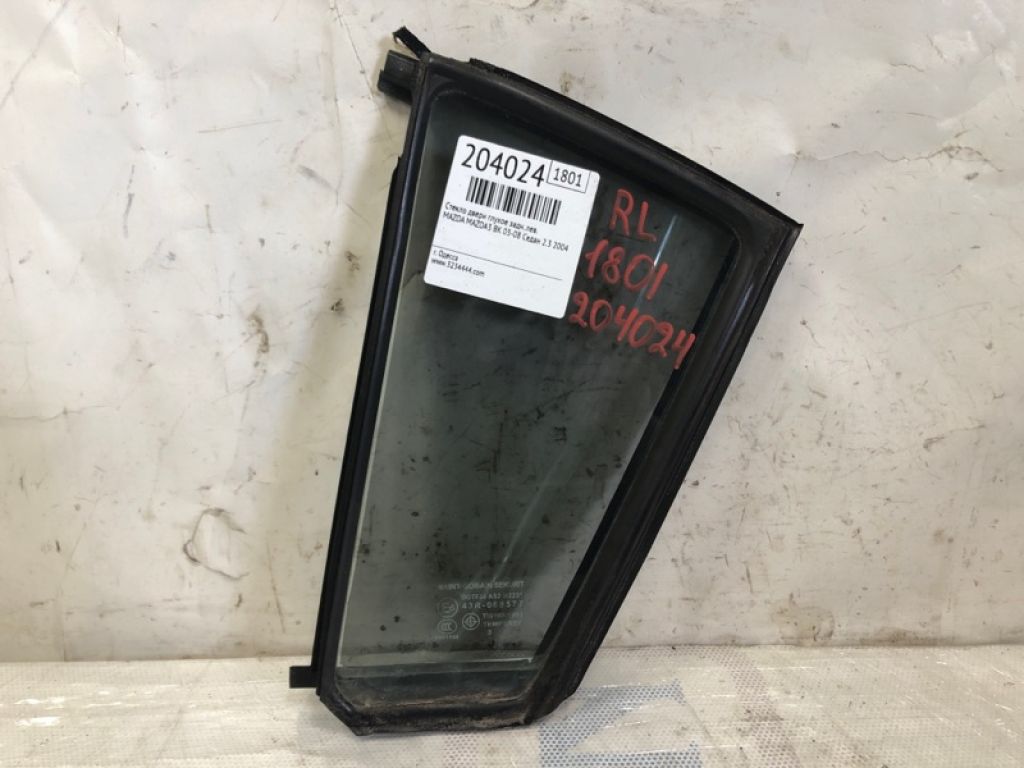 204024 1801
Стекло двери глухое задн.лев.
MAZDA MAZDA3 BK 03-08 Седан 2.3 2004
г. Одесса
www.3234444.com
RL
1801
204024
SAINT-GOBAIN SEKURIT
43R-